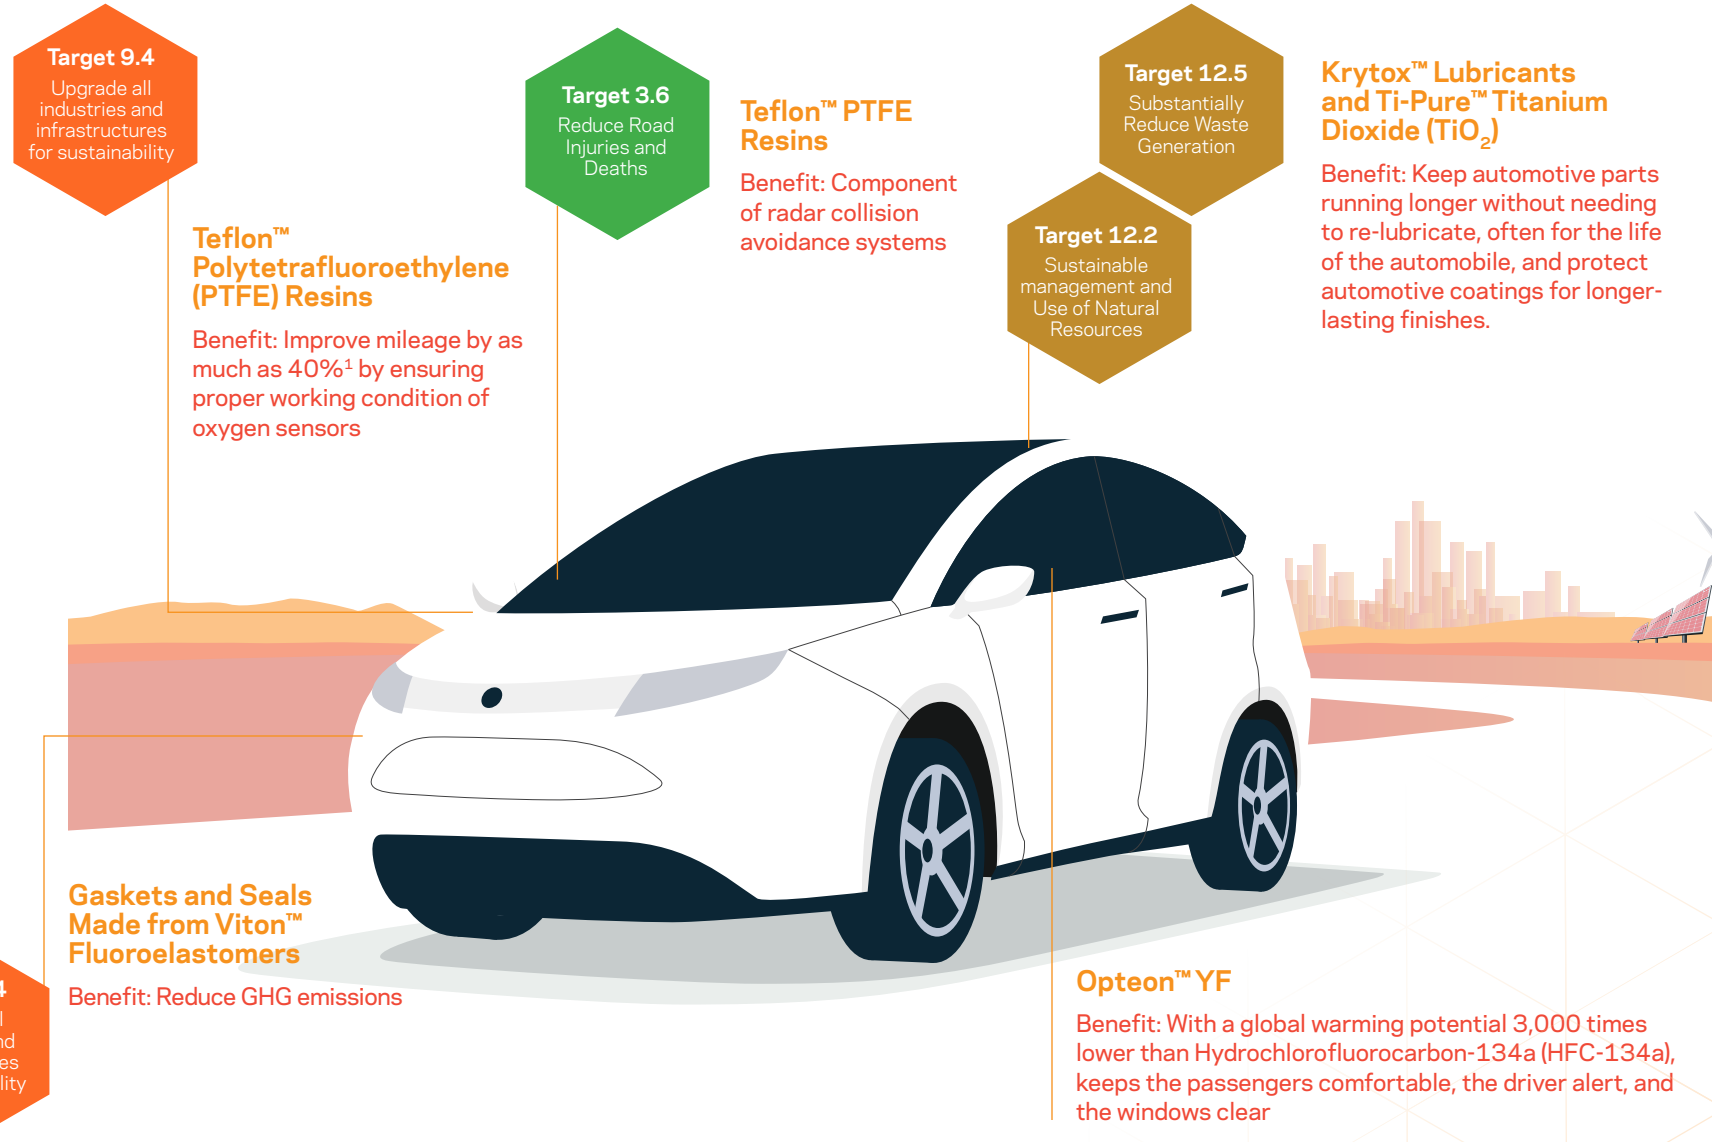 Target 9.4
Upgrade all
industries and
infrastructures
for sustainability
Teflon™
Polytetrafluoroethylene
(PTFE) Resins
Benefit: Improve mileage by as
much as 40%¹ by ensuring
proper working condition of
oxygen sensors
Target 3.6
Reduce Road
Injuries and
Deaths
Teflon™ PTFE
Resins
Benefit: Component
of radar collision
avoidance systems
Target 12.5
Substantially
Reduce Waste
Generation
Target 12.2
Sustainable
management and
Use of Natural
Resources
Krytox™ Lubricants
and Ti-Pure™ Titanium
Dioxide (TiO₂)
Benefit: Keep automotive parts
running longer without needing
to re-lubricate, often for the life
of the automobile, and protect
automotive coatings for longer-
lasting finishes.
Gaskets and Seals
Made from Viton™
Fluoroelastomers
Benefit: Reduce GHG emissions
Opteon™ YF
Benefit: With a global warming potential 3,000 times
lower than Hydrochlorofluorocarbon-134a (HFC-134a),
keeps the passengers comfortable, the driver alert, and
the windows clear